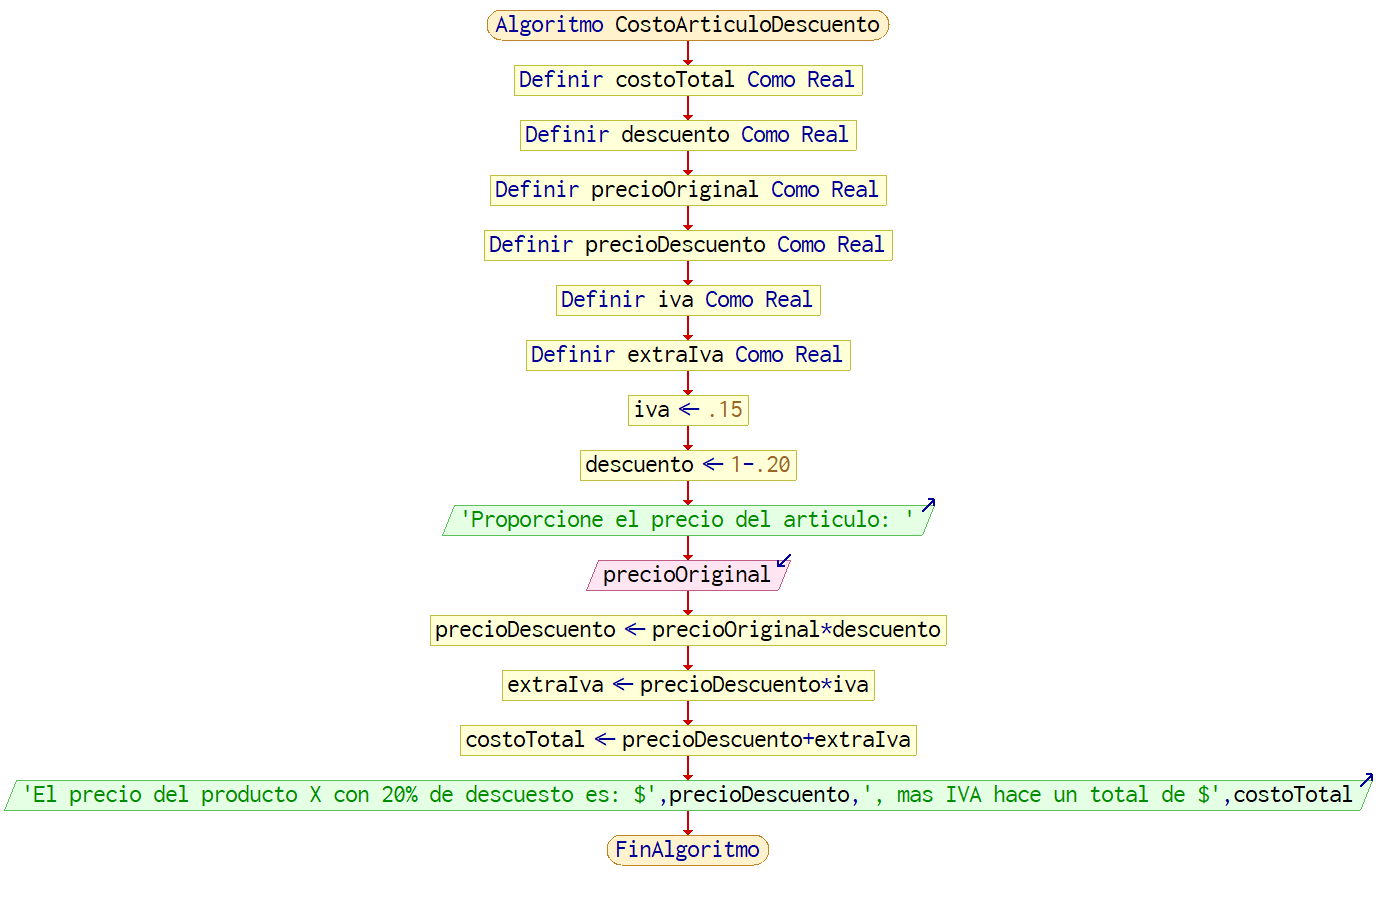 Algoritmo CostoArticuloDescuento
Definir costoTotal Como Real
Definir descuento Como Real
Definir precioOriginal Como Real
Definir precioDescuento Como Real
Definir iva Como Real
Definir extraIva Como Real
iva ← .15
descuento ← 1-.20
'Proporcione el precio del articulo: '
precioOriginal
precioDescuento ← precioOriginal*descuento
extraIva ← precioDescuento*iva
costoTotal ← precioDescuento+extraIva
'El precio del producto X con 20% de descuesto es: $',precioDescuento,', mas IVA hace un total de $',costoTotal
FinAlgoritmo